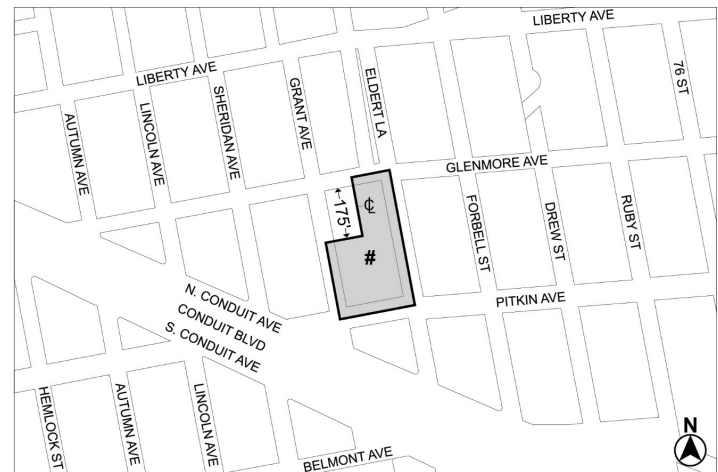 LIBERTY AVE
LIBERTY AVE
76 ST
ELDERT LA
GRANT AVE
SHERIDAN AVE
LINCOLN AVE
AUTUMN AVE
GLENMORE AVE
175'
℄
#
FORBELL ST
DREW ST
RUBY ST
PITKIN AVE
N. CONDUIT AVE
CONDUIT BLVD
S. CONDUIT AVE
HEMLOCK ST
AUTUMN AVE
LINCOLN AVE
BELMONT AVE
N